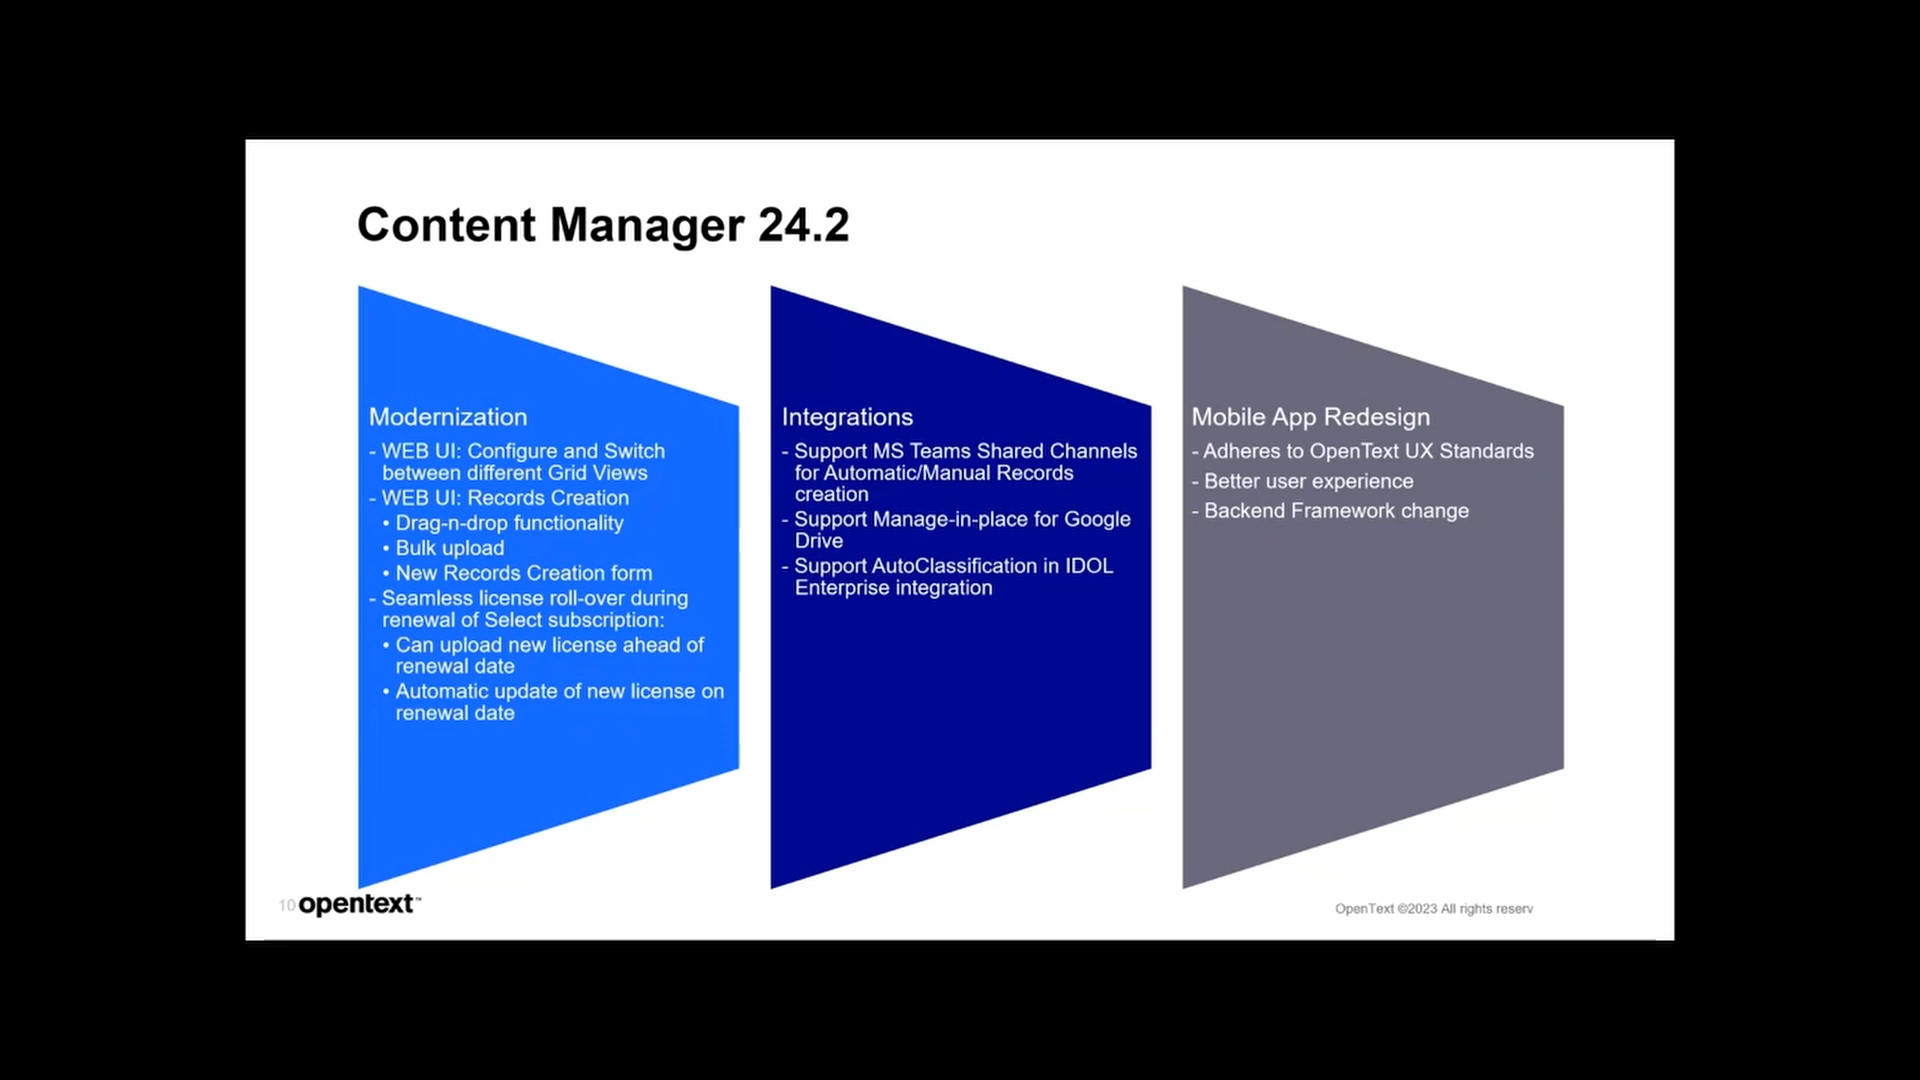 Content Manager 24.2
Modernization
- WEB UI: Configure and Switch
between different Grid Views
- WEB UI: Records Creation
• Drag-n-drop functionality
• Bulk upload
• New Records Creation form
- Seamless license roll-over during
renewal of Select subscription:
• Can upload new license ahead of
renewal date
• Automatic update of new license on
renewal date
Integrations
- Support MS Teams Shared Channels
for Automatic/Manual Records
creation
- Support Manage-in-place for Google
Drive
- Support AutoClassification in IDOL
Enterprise integration
Mobile App Redesign
- Adheres to OpenText UX Standards
- Better user experience
- Backend Framework change
10 opentext™
OpenText ©2023 All rights reserv